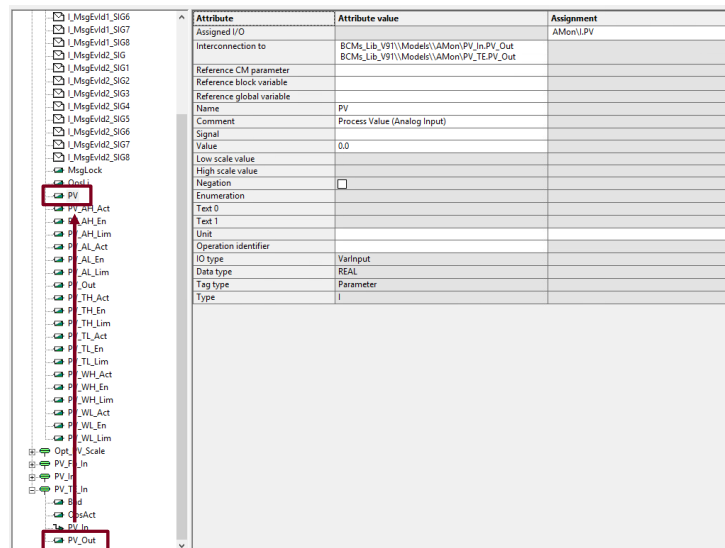 I_MsgEvId1_SIG6
I_MsgEvId1_SIG7
I_MsgEvId1_SIG8
I_MsgEvId2_SIG
I_MsgEvId2_SIG1
I_MsgEvId2_SIG2
I_MsgEvId2_SIG3
I_MsgEvId2_SIG4
I_MsgEvId2_SIG5
I_MsgEvId2_SIG6
I_MsgEvId2_SIG7
I_MsgEvId2_SIG8
MsgLock
OosLi
PV
PV_AH_Act
PV_AH_En
PV_AH_Lim
PV_AL_Act
PV_AL_En
PV_AL_Lim
PV_Out
PV_TH_Act
PV_TH_En
PV_TH_Lim
PV_TL_Act
PV_TL_En
PV_TL_Lim
PV_WH_Act
PV_WH_En
PV_WH_Lim
PV_WL_Act
PV_WL_En
PV_WL_Lim
Opt_PV_Scale
PV_In
Bad
OosAct
PV_In
PV_Out
Attribute Attribute value Assignment
Assigned I/O AMon\I.PV
Interconnection to BCMs_Lib_V91\\Models\\AMon\PV_In.PV_Out
BCMs_Lib_V91\\Models\\AMon\PV_TE.PV_Out
Reference CM parameter
Reference block variable
Reference global variable
Name PV
Comment Process Value (Analog Input)
Signal
Value 0.0
Low scale value
High scale value
Negation
Enumeration
Text 0
Text 1
Unit
Operation identifier
IO type VarInput
Data type REAL
Tag type Parameter
Type I